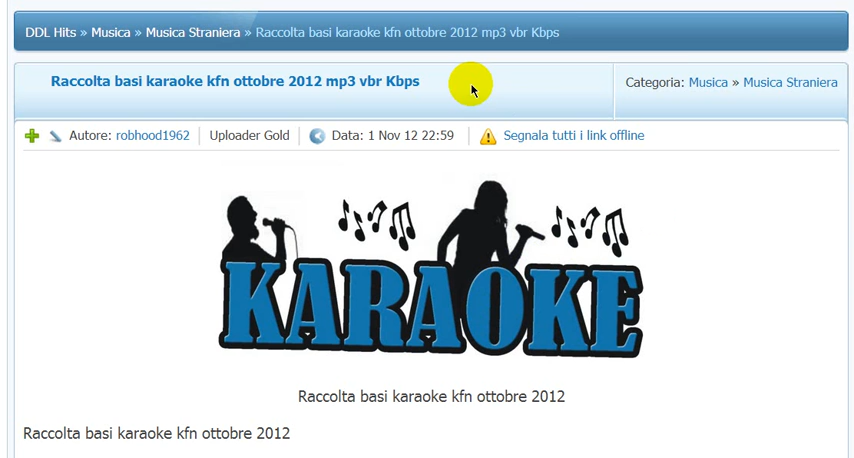 DDL Hits » Musica » Musica Straniera » Raccolta basi karaoke kfn ottobre 2012 mp3 vbr Kbps
Raccolta basi karaoke kfn ottobre 2012 mp3 vbr Kbps
Categoria: Musica » Musica Straniera
Autore: robhood1962 Uploader Gold Data: 1 Nov 12 22:59 Segnala tutti i link offline
KARAOKE
Raccolta basi karaoke kfn ottobre 2012
Raccolta basi karaoke kfn ottobre 2012